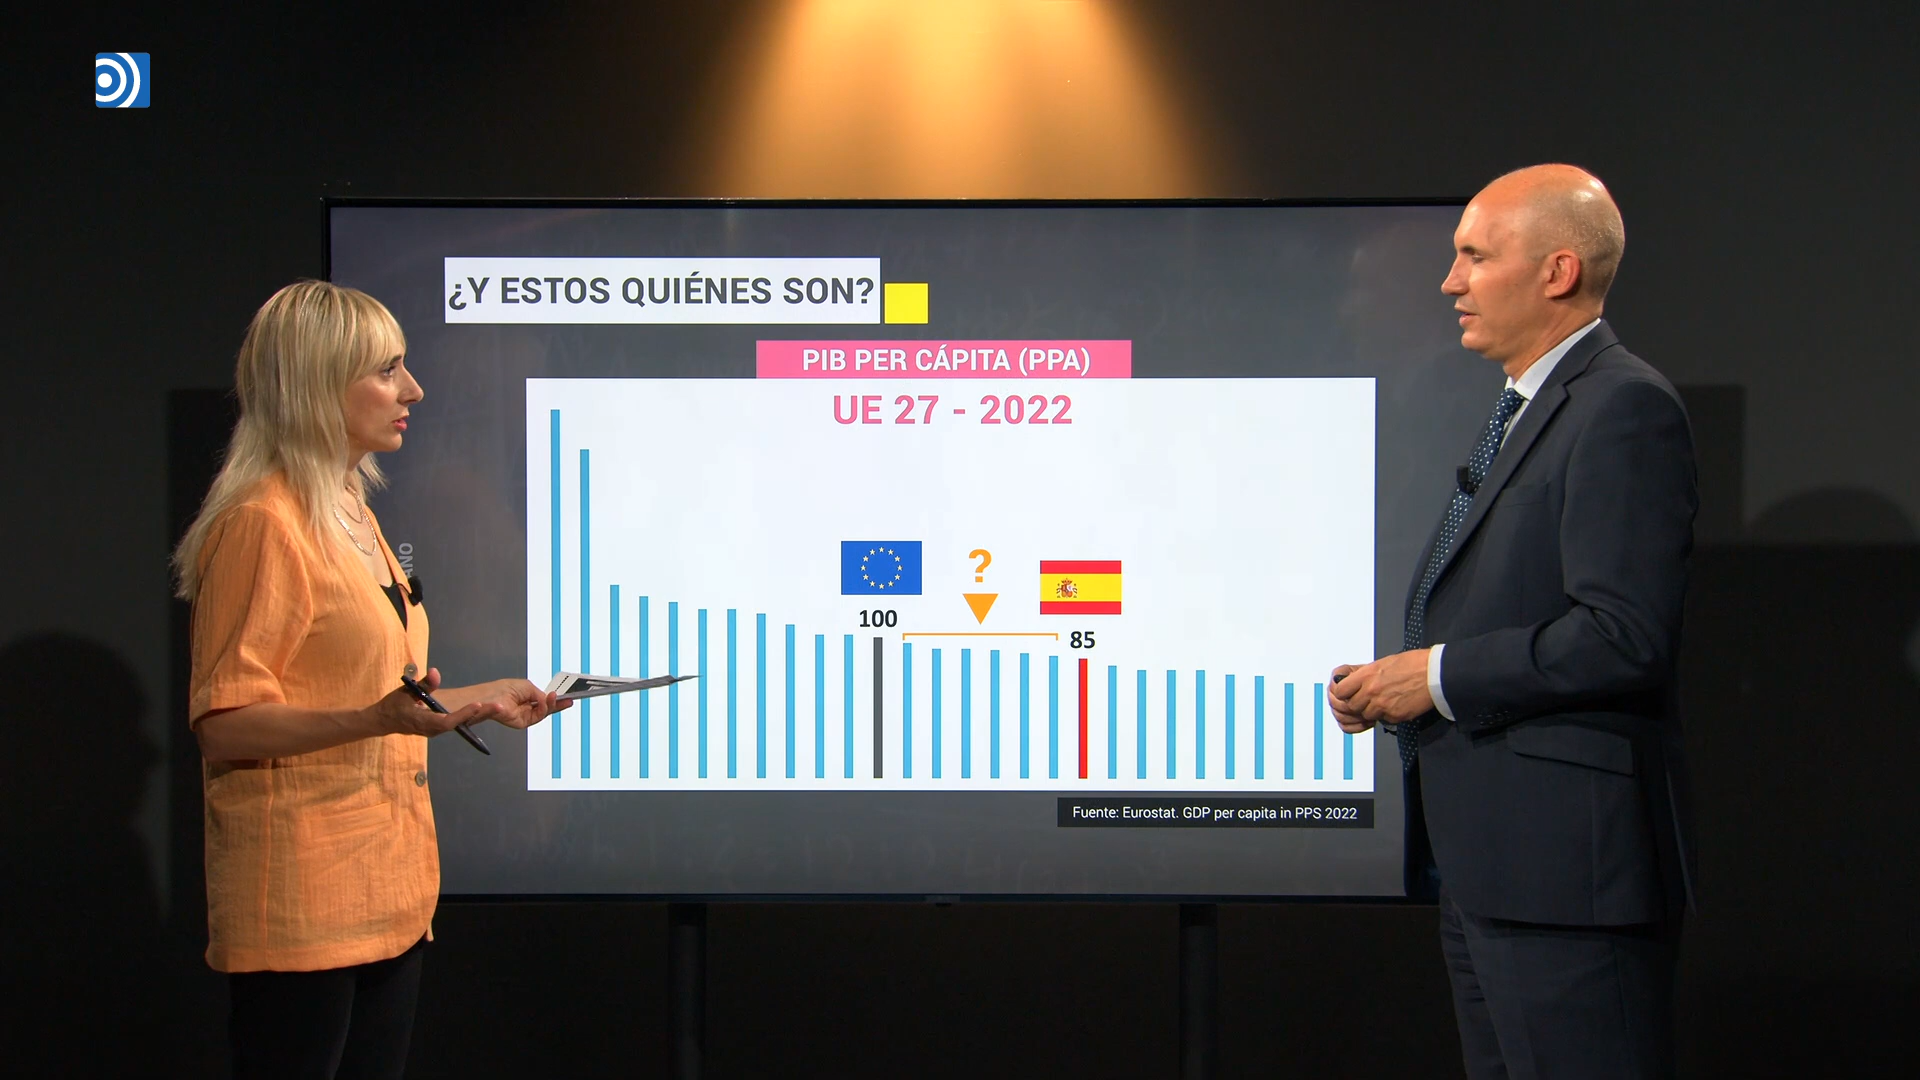 ¿Y ESTOS QUIÉNES SON?
PIB PER CÁPITA (PPA)
UE 27 - 2022
?
100
85
ANO
Fuente: Eurostat. GDP per capita in PPS 2022